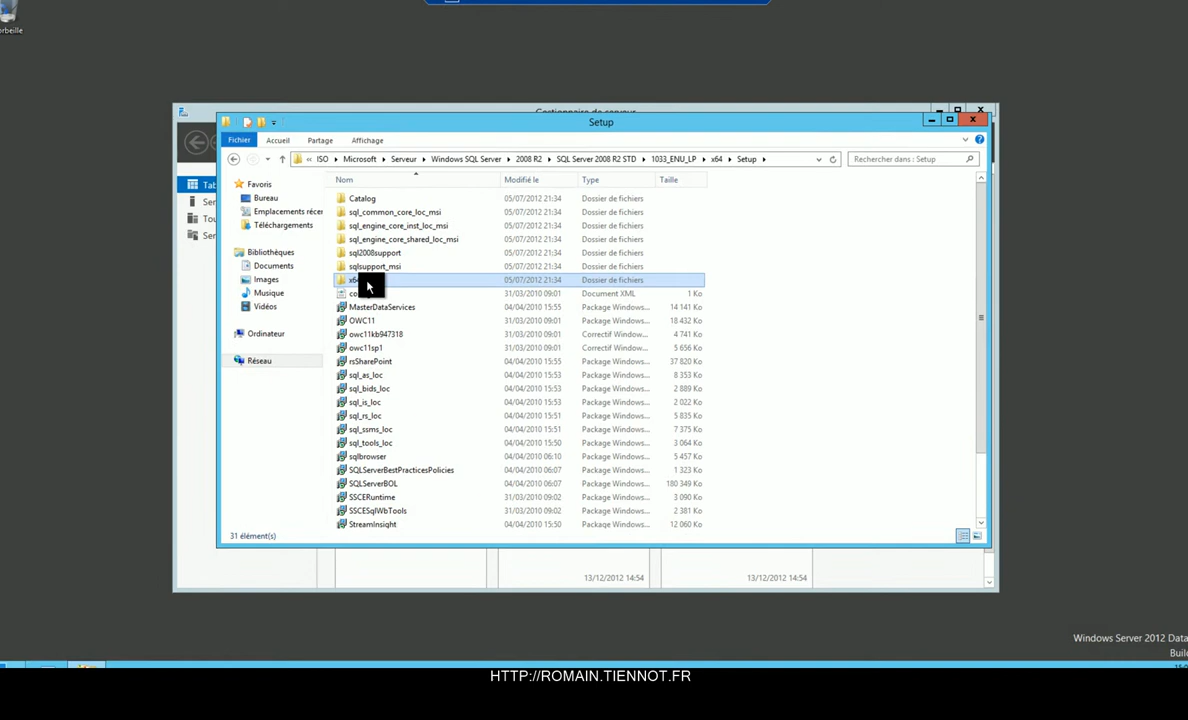 orbeille
Gestionnaire de serveur
Setup
Fichier Accueil Partage Affichage
« ISO Microsoft Serveur Windows SQL Server 2008 R2 SQL Server 2008 R2 STD 1033_ENU_LP x64 Setup Rechercher dans : Setup
Nom Modifié le Type Taille
Tab
Ser
Tou
Ser
Favoris
Bureau
Emplacements récen
Téléchargements
Bibliothèques
Documents
Images
Musique
Vidéos
Ordinateur
Réseau
Catalog 05/07/2012 21:34 Dossier de fichiers
sql_common_core_loc_msi 05/07/2012 21:34 Dossier de fichiers
sql_engine_core_inst_loc_msi 05/07/2012 21:34 Dossier de fichiers
sql_engine_core_shared_loc_msi 05/07/2012 21:34 Dossier de fichiers
sql2008support 05/07/2012 21:34 Dossier de fichiers
sqlsupport_msi 05/07/2012 21:34 Dossier de fichiers
05/07/2012 21:34 Dossier de fichiers
31/03/2010 09:01 Document XML 1 Ko
MasterDataServices 04/04/2010 15:55 Package Windows... 14 141 Ko
OWC11 31/03/2010 09:01 Package Windows... 18 432 Ko
owc11kb947318 31/03/2010 09:01 Correctif Window... 4 741 Ko
owc11sp1 31/03/2010 09:01 Correctif Window... 5 656 Ko
rsSharePoint 04/04/2010 15:55 Package Windows... 37 820 Ko
sql_as_loc 04/04/2010 15:53 Package Windows... 8 353 Ko
sql_bids_loc 04/04/2010 15:53 Package Windows... 2 889 Ko
sql_is_loc 04/04/2010 15:53 Package Windows... 2 022 Ko
sql_rs_loc 04/04/2010 15:51 Package Windows... 5 835 Ko
sql_ssms_loc 04/04/2010 15:51 Package Windows... 7 375 Ko
sql_tools_loc 04/04/2010 15:50 Package Windows... 3 064 Ko
sqlbrowser 04/04/2010 06:10 Package Windows... 5 457 Ko
SQLServerBestPracticesPolicies 04/04/2010 06:07 Package Windows... 1 323 Ko
SQLServerBOL 04/04/2010 06:07 Package Windows... 180 349 Ko
SSCERuntime 31/03/2010 09:02 Package Windows... 3 090 Ko
SSCESqlWbTools 31/03/2010 09:02 Package Windows... 2 381 Ko
StreamInsight 04/04/2010 15:50 Package Windows... 12 060 Ko
31 élément(s)
13/12/2012 14:54 13/12/2012 14:54
Windows Server 2012 Data
Build
HTTP://ROMAIN.TIENNOT.FR